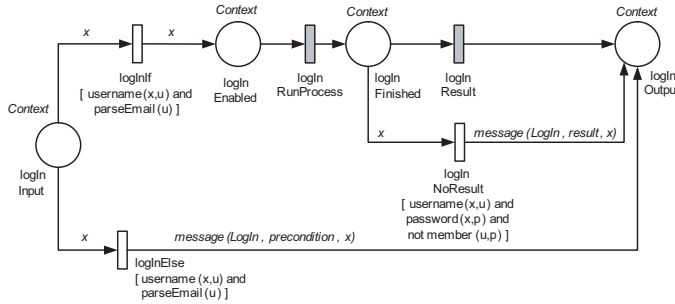 Context
Context
Context
x
x
logInIf
[ username (x,u) and
parseEmail (u) ]
logIn
Enabled
logIn
RunProcess
logIn
Finished
logIn
Result
logIn
Output
Context
logIn
Input
x
message (LogIn , result , x)
logIn
NoResult
[ username (x,u) and
password (x,p) and
not member (u,p) ]
x
message (LogIn , precondition , x)
logInElse
[ username (x,u) and
parseEmail (u) ]